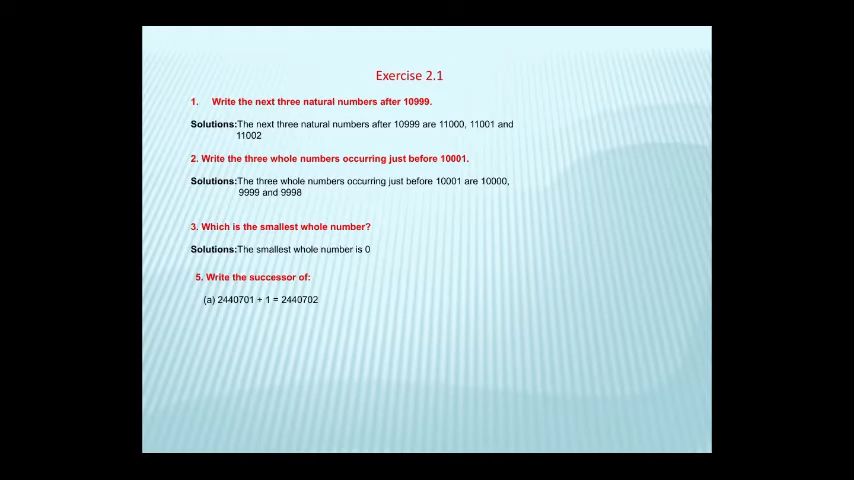 Exercise 2.1
1. Write the next three natural numbers after 10999.
Solutions:The next three natural numbers after 10999 are 11000, 11001 and
11002
2. Write the three whole numbers occurring just before 10001.
Solutions:The three whole numbers occurring just before 10001 are 10000,
9999 and 9998
3. Which is the smallest whole number?
Solutions:The smallest whole number is 0
5. Write the successor of:
(a) 2440701 + 1 = 2440702